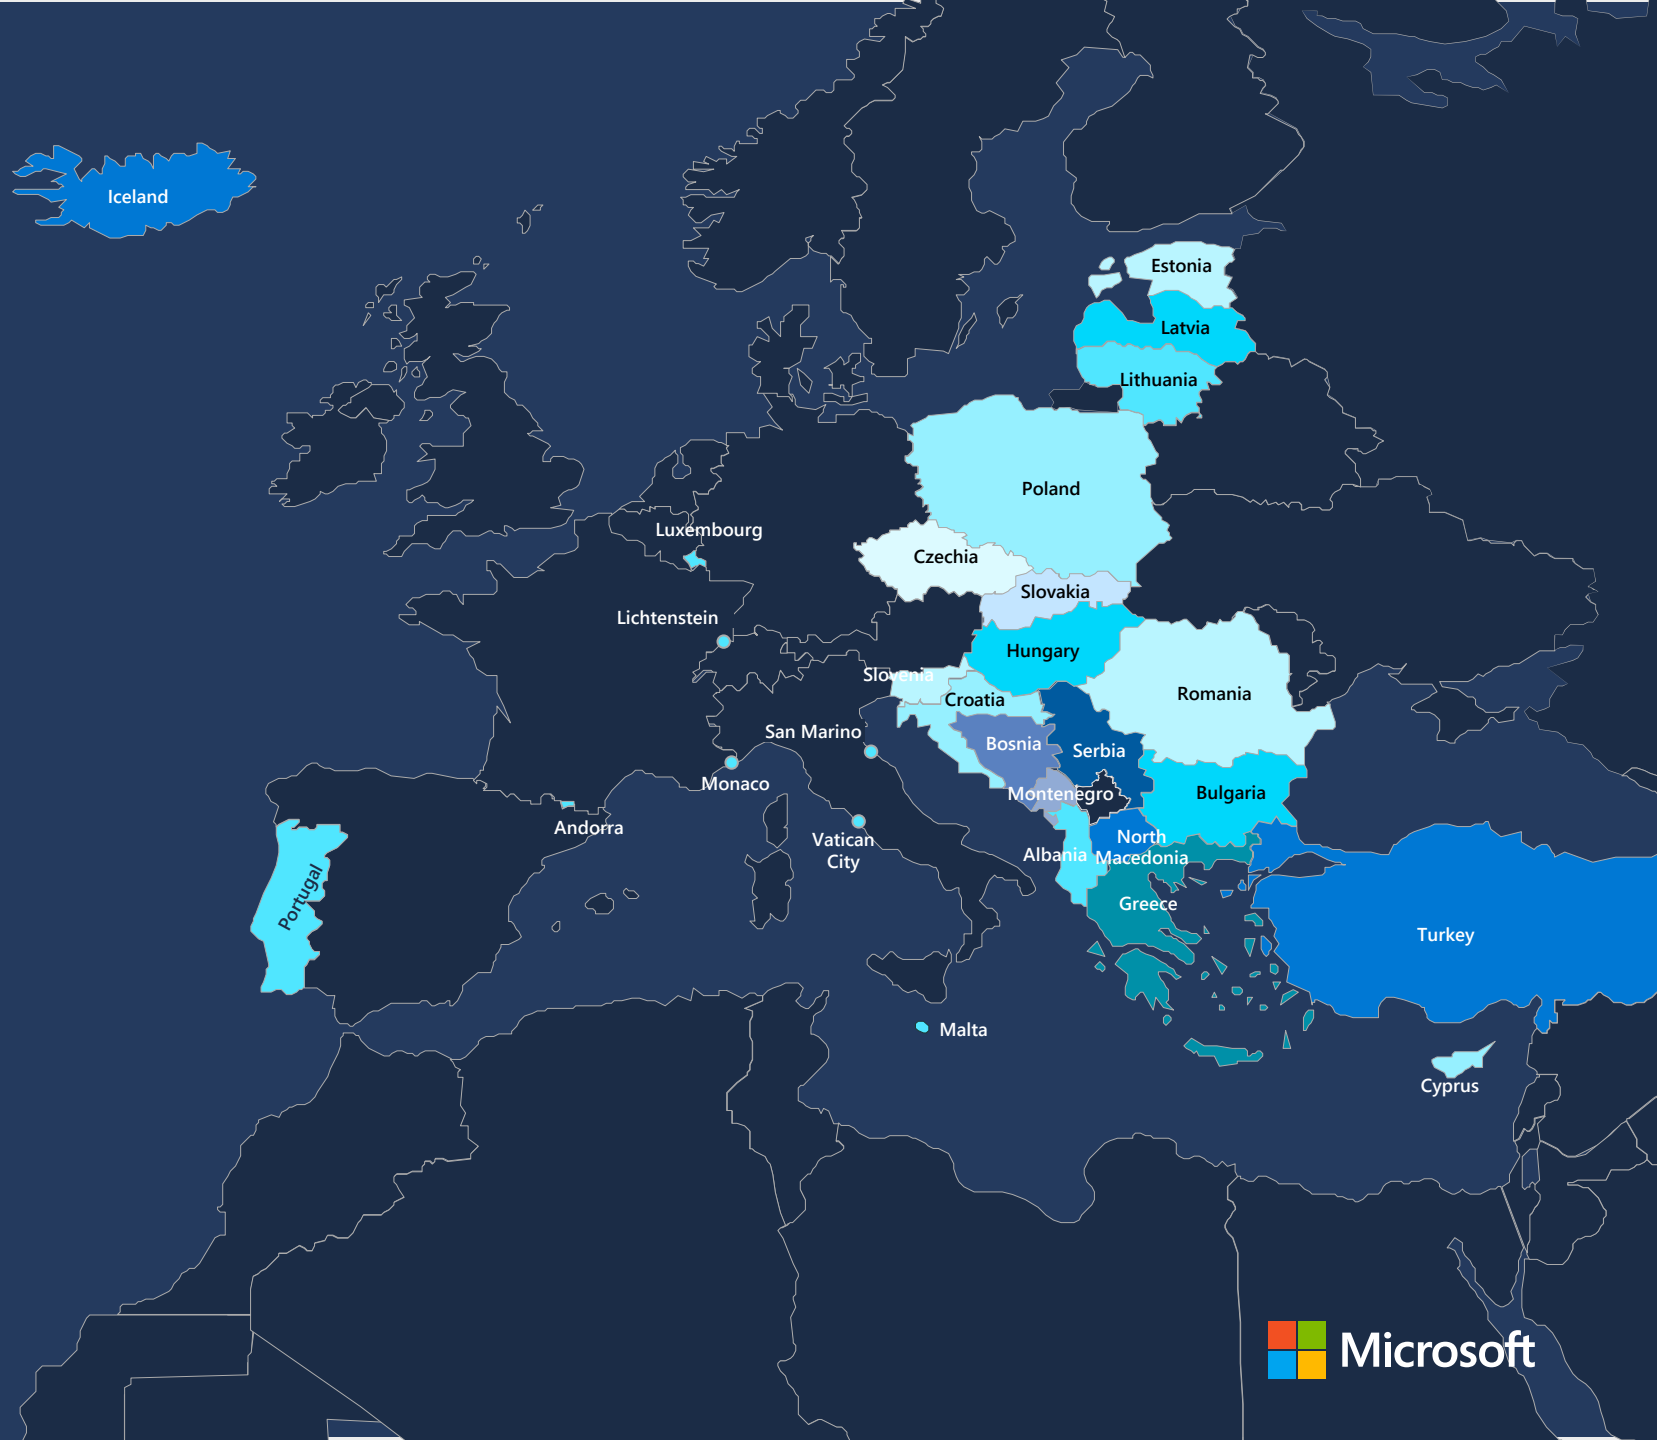 Iceland
Estonia
Latvia
Lithuania
Poland
Luxembourg
Czechia
Slovakia
Lichtenstein
Hungary
Slovenia
Romania
Croatia
San Marino
Bosnia
Serbia
Monaco
Montenegro
Bulgaria
Andorra
Vatican
City
North
Macedonia
Albania
Portugal
Greece
Turkey
Malta
Cyprus
Microsoft